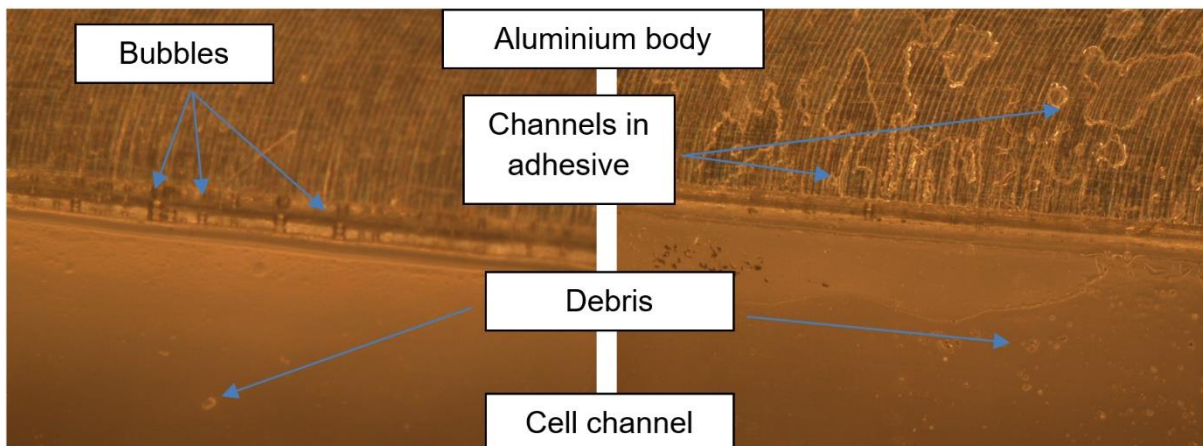 Aluminium body
Bubbles
Channels in
adhesive
Debris
Cell channel